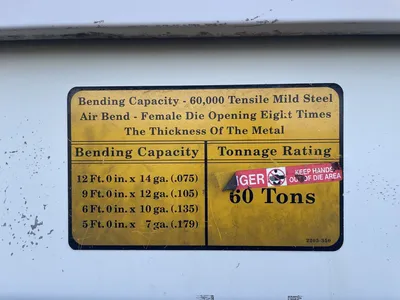 Bending Capacity - 60,000 Tensile Mild Steel
Air Bend - Female Die Opening Eight Times
The Thickness Of The Metal
Bending Capacity
12 Ft. 0 in. x 14 ga. (.075)
9 Ft. 0 in. x 12 ga. (.105)
6 Ft. 0 in. x 10 ga. (.135)
5 Ft. 0 in. x 7 ga. (.179)
Tonnage Rating
IGER
KEEP HANDS
OUT OF DIE AREA
60 Tons